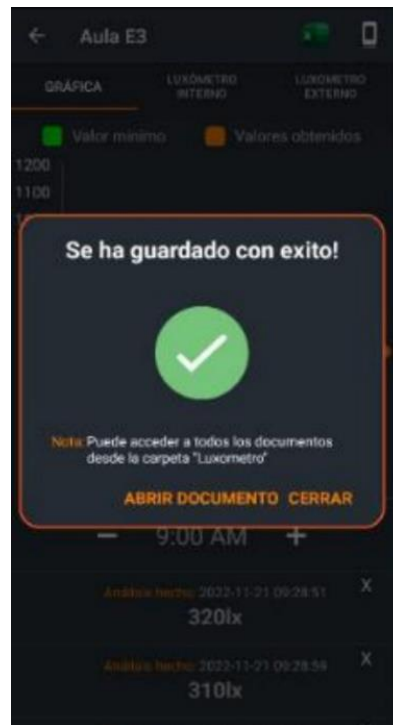 Aula E3
GRÁFICA
LUXÓMETRO
INTERNO
LUXÓMETRO
EXTERNO
Valor mínimo
Valores obtenidos
1200
1100
Se ha guardado con exito!
Nota: Puede acceder a todos los documentos
desde la carpeta "Luxometro"
ABRIR DOCUMENTO CERRAR
− 9:00 AM +
Análisis hecho: 2022-11-21 09:28:51 X
320lx
Análisis hecho: 2022-11-21 09:28:59 X
310lx